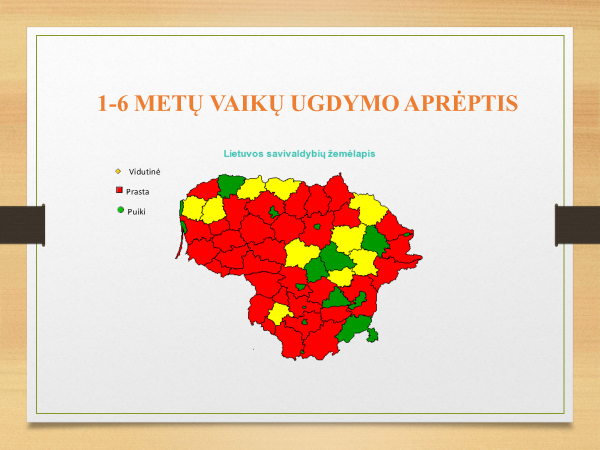 1-6 METŲ VAIKŲ UGDYMO APRĖPTIS
Lietuvos savivaldybių žemėlapis
Vidutinė
Prasta
Puiki